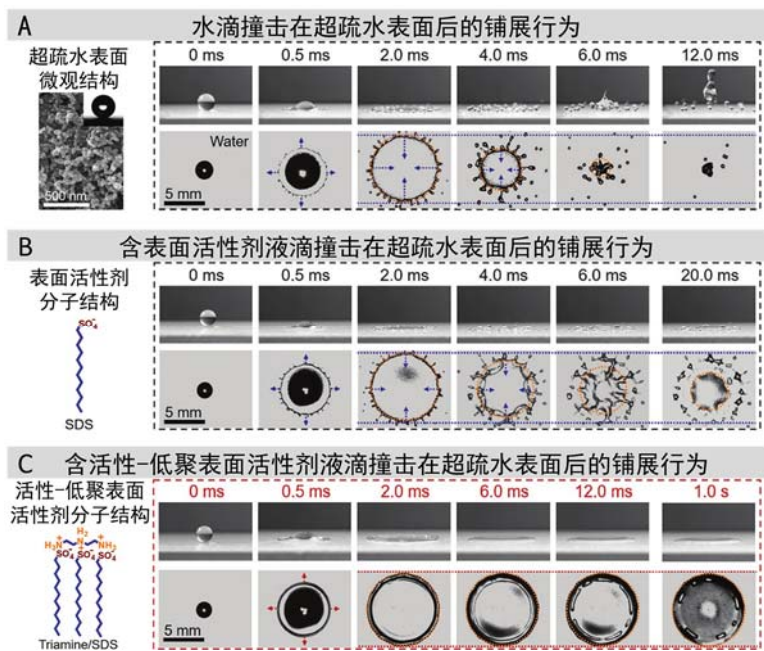 A 水滴撞击在超疏水表面后的铺展行为
超疏水表面
微观结构
500 nm
0 ms 0.5 ms 2.0 ms 4.0 ms 6.0 ms 12.0 ms
Water
5 mm
B 含表面活性剂液滴撞击在超疏水表面后的铺展行为
表面活性剂
分子结构
SO₄⁻
SDS
0 ms 0.5 ms 2.0 ms 4.0 ms 6.0 ms 20.0 ms
5 mm
C 含活性-低聚表面活性剂液滴撞击在超疏水表面后的铺展行为
活性-低聚表面
活性剂分子结构
H₂
H₃N⁺ N⁺ NH₃⁺
SO₄⁻ SO₄⁻ SO₄⁻
Triamine/SDS
0 ms 0.5 ms 2.0 ms 6.0 ms 12.0 ms 1.0 s
5 mm